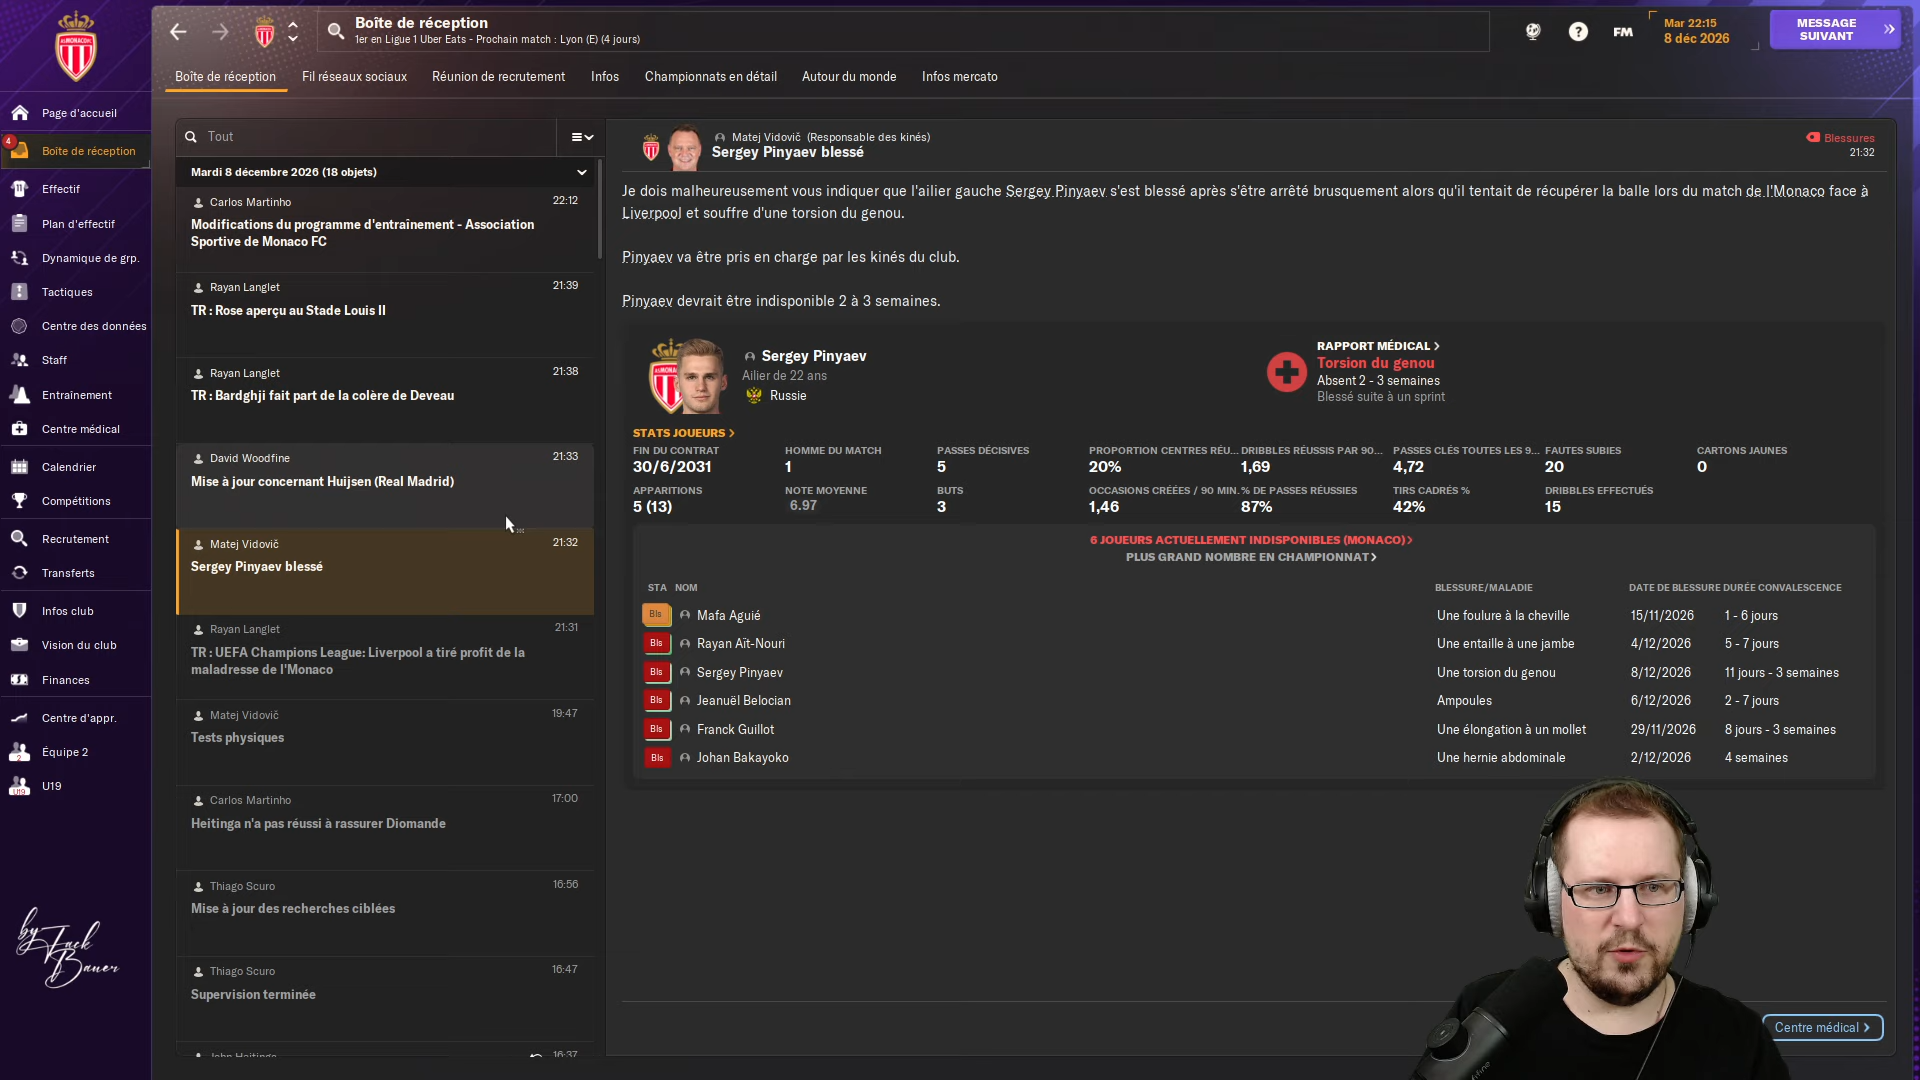 Boîte de réception
1er en Ligue 1 Uber Eats - Prochain match : Lyon (E) (4 jours)
FM
Mar 22:15
8 déc 2026
MESSAGE
SUIVANT
Boîte de réception
Fil réseaux sociaux
Réunion de recrutement
Infos
Championnats en détail
Autour du monde
Infos mercato
Page d'accueil
4
Boîte de réception
Effectif
Plan d'effectif
Dynamique de grp.
Tactiques
Centre des données
Staff
Entraînement
Centre médical
Calendrier
Compétitions
Recrutement
Transferts
Infos club
Vision du club
Finances
Centre d'appr.
Équipe 2
U19
by Jack
Bauer
Tout
Mardi 8 décembre 2026 (18 objets)
Carlos Martinho 22:12
Modifications du programme d'entraînement - Association
Sportive de Monaco FC
Rayan Langlet 21:39
TR : Rose aperçu au Stade Louis II
Rayan Langlet 21:38
TR : Bardghji fait part de la colère de Deveau
David Woodfine 21:33
Mise à jour concernant Huijsen (Real Madrid)
Matej Vidovič 21:32
Sergey Pinyaev blessé
Rayan Langlet 21:31
TR : UEFA Champions League: Liverpool a tiré profit de la
maladresse de l'Monaco
Matej Vidovič 19:47
Tests physiques
Carlos Martinho 17:00
Heitinga n'a pas réussi à rassurer Diomande
Thiago Scuro 16:56
Mise à jour des recherches ciblées
Thiago Scuro 16:47
Supervision terminée
John Heitinga 16:37
Matej Vidovič (Responsable des kinés)
Sergey Pinyaev blessé
Blessures
21:32
Je dois malheureusement vous indiquer que l'ailier gauche Sergey Pinyaev s'est blessé après s'être arrêté brusquement alors qu'il tentait de récupérer la balle lors du match de l'Monaco face à
Liverpool et souffre d'une torsion du genou.
Pinyaev va être pris en charge par les kinés du club.
Pinyaev devrait être indisponible 2 à 3 semaines.
Sergey Pinyaev
Ailier de 22 ans
Russie
RAPPORT MÉDICAL
Torsion du genou
Absent 2 - 3 semaines
Blessé suite à un sprint
STATS JOUEURS
FIN DU CONTRAT HOMME DU MATCH PASSES DÉCISIVES PROPORTION CENTRES RÉU... DRIBBLES RÉUSSIS PAR 90... PASSES CLÉS TOUTES LES 9... FAUTES SUBIES CARTONS JAUNES
30/6/2031 1 5 20% 1,69 4,72 20 0
APPARITIONS NOTE MOYENNE BUTS OCCASIONS CRÉÉES / 90 MIN. % DE PASSES RÉUSSIES TIRS CADRÉS % DRIBBLES EFFECTUÉS
5 (13) 6.97 3 1,46 87% 42% 15
6 JOUEURS ACTUELLEMENT INDISPONIBLES (MONACO)
PLUS GRAND NOMBRE EN CHAMPIONNAT
STA NOM BLESSURE/MALADIE DATE DE BLESSURE DURÉE CONVALESCENCE
Bls Mafa Aguié Une foulure à la cheville 15/11/2026 1 - 6 jours
Bls Rayan Aït-Nouri Une entaille à une jambe 4/12/2026 5 - 7 jours
Bls Sergey Pinyaev Une torsion du genou 8/12/2026 11 jours - 3 semaines
Bls Jeanuël Belocian Ampoules 6/12/2026 2 - 7 jours
Bls Franck Guillot Une élongation à un mollet 29/11/2026 8 jours - 3 semaines
Bls Johan Bakayoko Une hernie abdominale 2/12/2026 4 semaines
Centre médical